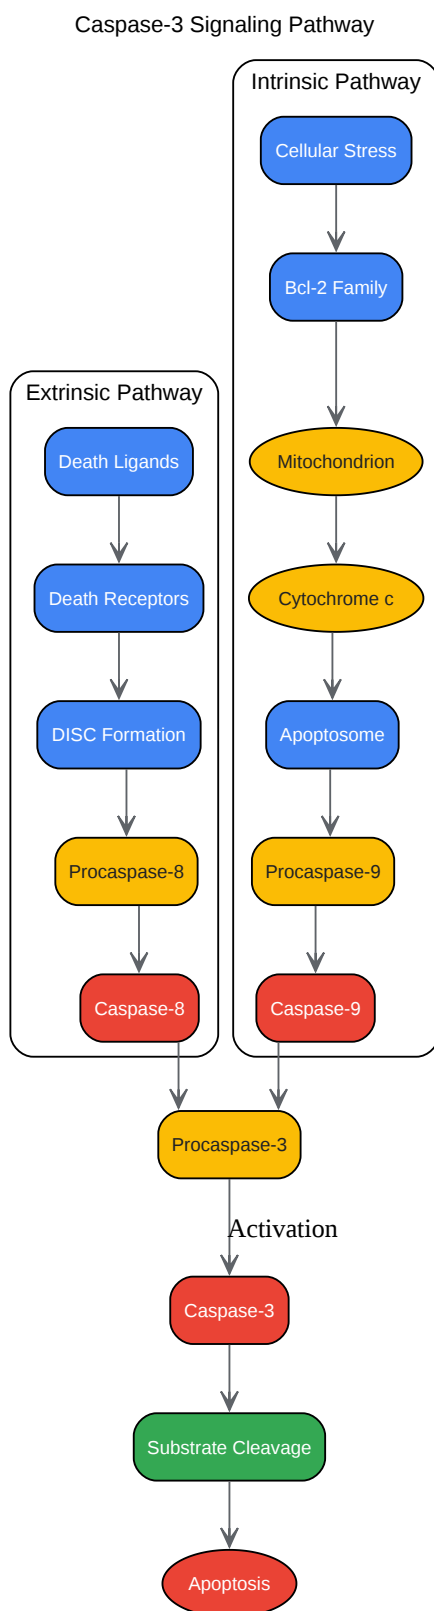 Caspase-3 Signaling Pathway
Intrinsic Pathway
Cellular Stress
Bcl-2 Family
Mitochondrion
Cytochrome c
Apoptosome
Procaspase-9
Caspase-9
Extrinsic Pathway
Death Ligands
Death Receptors
DISC Formation
Procaspase-8
Caspase-8
Procaspase-3
Activation
Caspase-3
Substrate Cleavage
Apoptosis